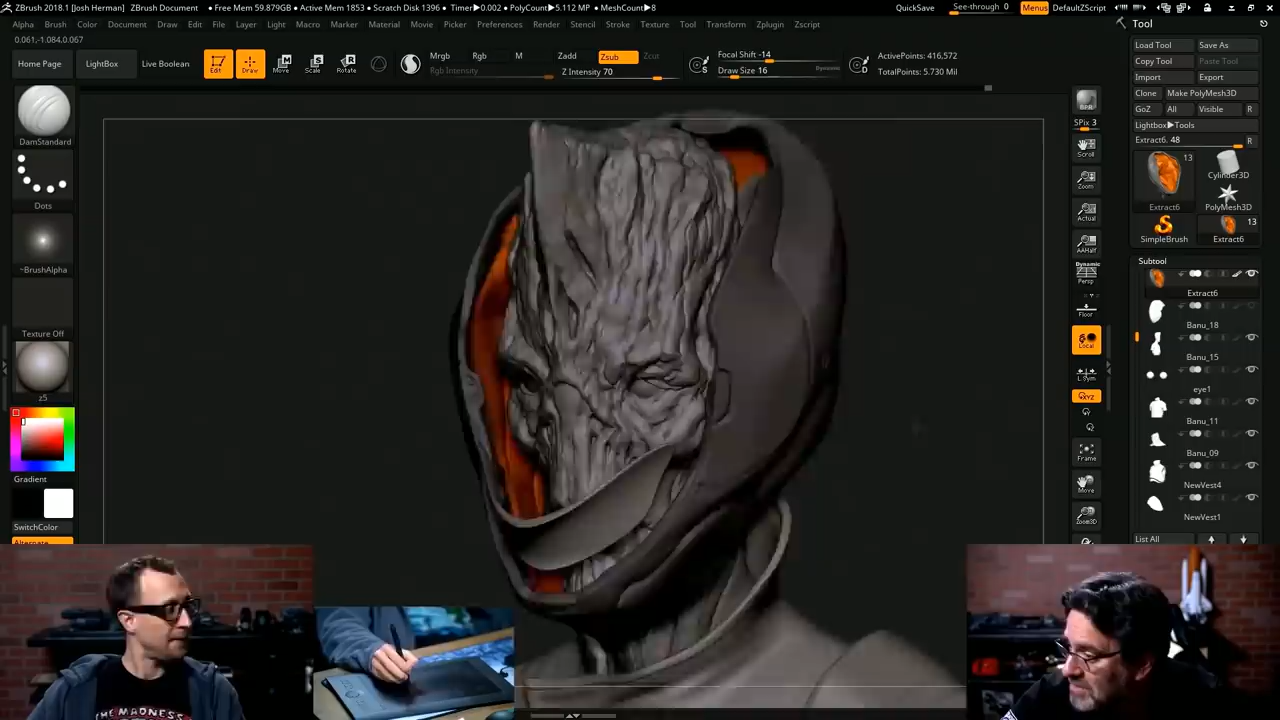 ZBrush 2018.1 [Josh Herman] ZBrush Document • Free Mem 59.879GB • Active Mem 1853 • Scratch Disk 1396 • Timer▶0.002 • PolyCount▶5.112 MP • MeshCount▶8 QuickSave See-through 0 Menus DefaultZScript
Alpha Brush Color Document Draw Edit File Layer Light Macro Marker Material Movie Picker Preferences Render Stencil Stroke Texture Tool Transform Zplugin Zscript
0.061,-1.084,0.067
Home Page LightBox Live Boolean
Edit Draw Move Scale Rotate
Mrgb Rgb M Zadd Zsub Zcut
Rgb Intensity Z Intensity 70
Focal Shift -14
Draw Size 16 Dynamic
S D
ActivePoints: 416,572
TotalPoints: 5.730 Mil
DamStandard
Dots
~BrushAlpha
Texture Off
z5
Gradient
SwitchColor
Alternate
BPR
SPix 3
Scroll
Zoom
Actual
AAHalf
Dynamic
Persp
Floor
Local
L.Sym
XYZ
Frame
Move
Zoom3D
Tool
Load Tool Save As
Copy Tool Paste Tool
Import Export
Clone Make PolyMesh3D
GoZ All Visible R
Lightbox▶Tools
Extract6. 48 R
13
Cylinder3D
Extract6 PolyMesh3D
13
SimpleBrush Extract6
Subtool
Extract6
Banu_18
Banu_15
eye1
Banu_11
Banu_09
NewVest4
NewVest1
List All
THE MADNESS